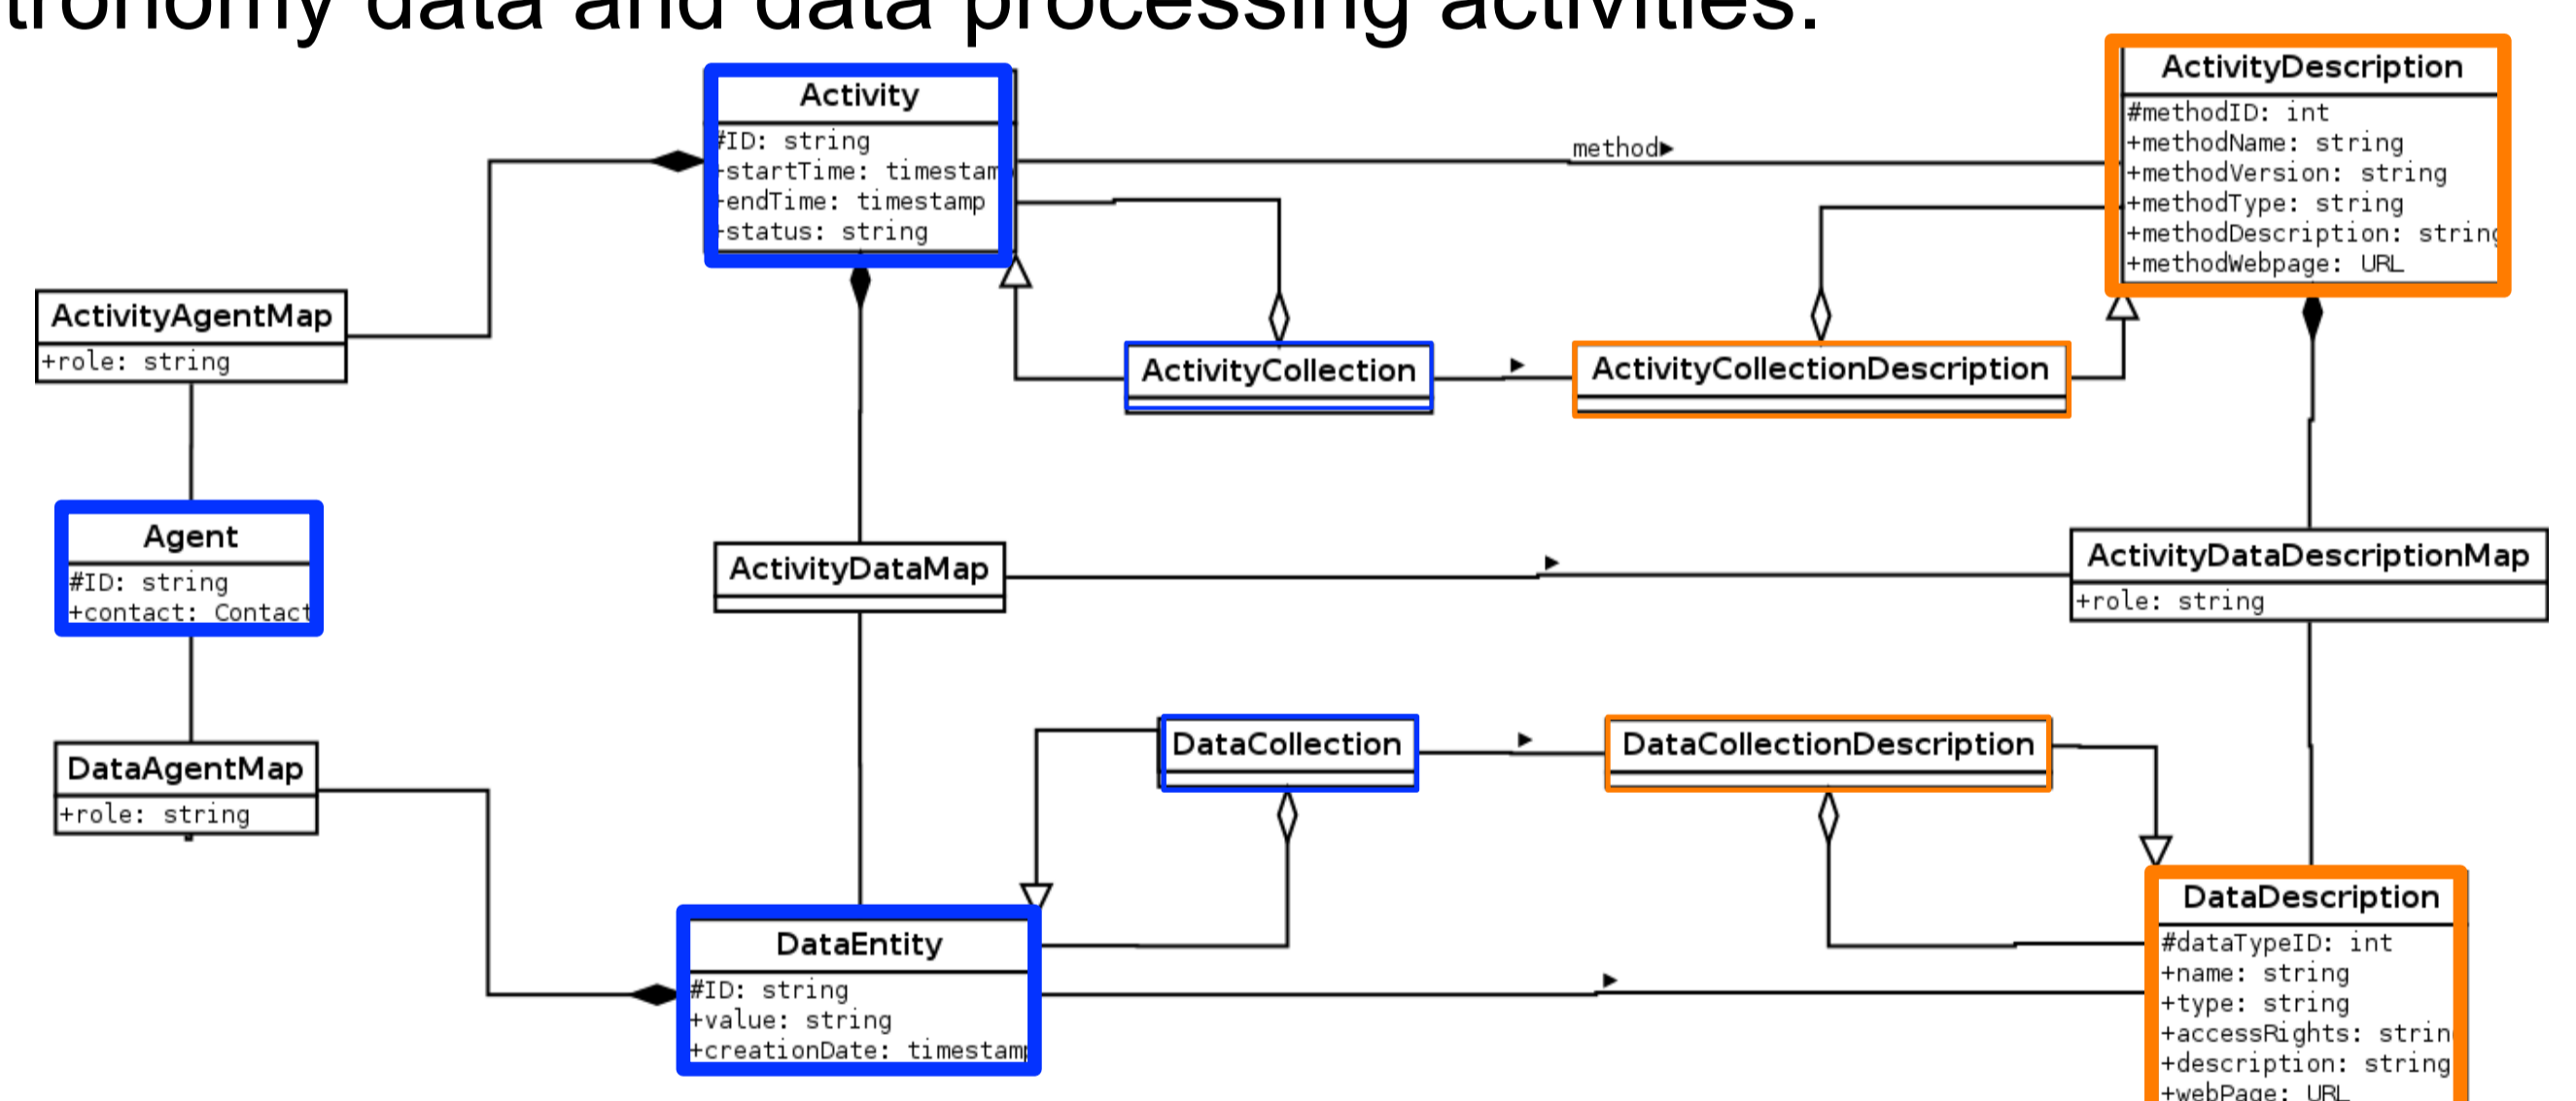 tronomy data and data processing activities.
Activity
#ID: string
+startTime: timestamp
+endTime: timestamp
+status: string
method▶
ActivityDescription
#methodID: int
+methodName: string
+methodVersion: string
+methodType: string
+methodDescription: string
+methodWebpage: URL
ActivityAgentMap
+role: string
ActivityCollection
ActivityCollectionDescription
Agent
#ID: string
+contact: Contact
ActivityDataMap
ActivityDataDescriptionMap
+role: string
DataAgentMap
+role: string
DataCollection
DataCollectionDescription
DataEntity
#ID: string
+value: string
+creationDate: timestamp
DataDescription
#dataTypeID: int
+name: string
+type: string
+accessRights: strin
+description: string
+webPage: URL